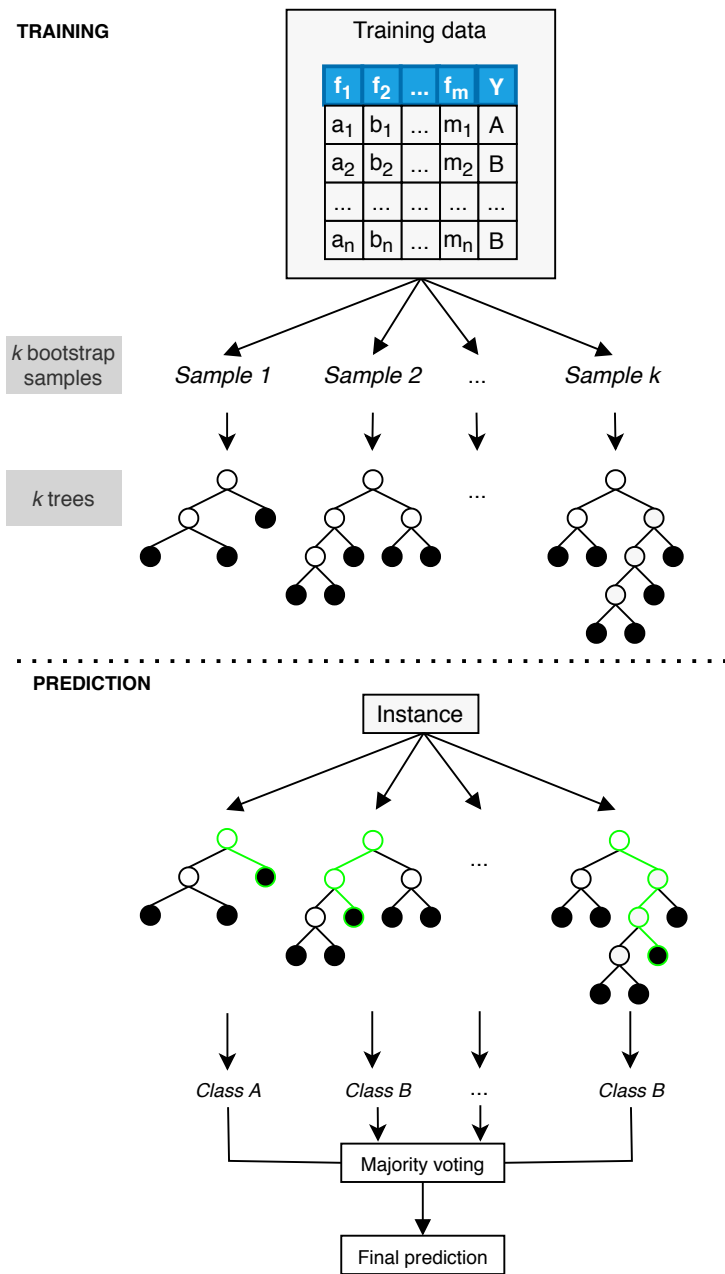 TRAINING
Training data
f₁ f₂ ... fₘ Y
a₁ b₁ ... m₁ A
a₂ b₂ ... m₂ B
... ... ... ... ...
aₙ bₙ ... mₙ B
k bootstrap
samples
Sample 1 Sample 2 ... Sample k
k trees
...
PREDICTION
Instance
...
Class A Class B ... Class B
Majority voting
Final prediction